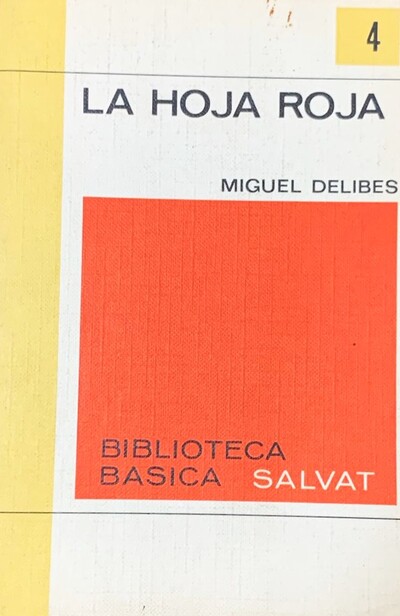 4
LA HOJA ROJA
MIGUEL DELIBES
BIBLIOTECA
BASICA SALVAT